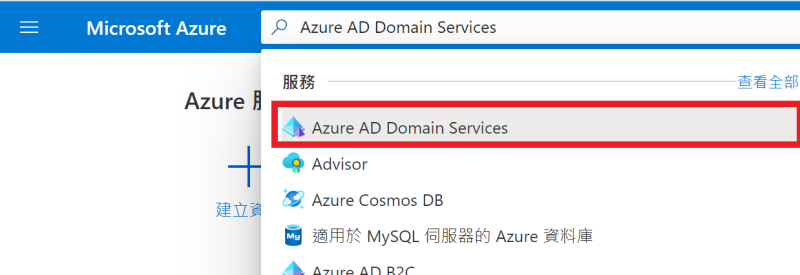 Microsoft Azure
Azure AD Domain Services
服務
查看全部
Azure 服
Azure AD Domain Services
Advisor
建立資
Azure Cosmos DB
適用於 MySQL 伺服器的 Azure 資料庫
My
Azure AD B2C